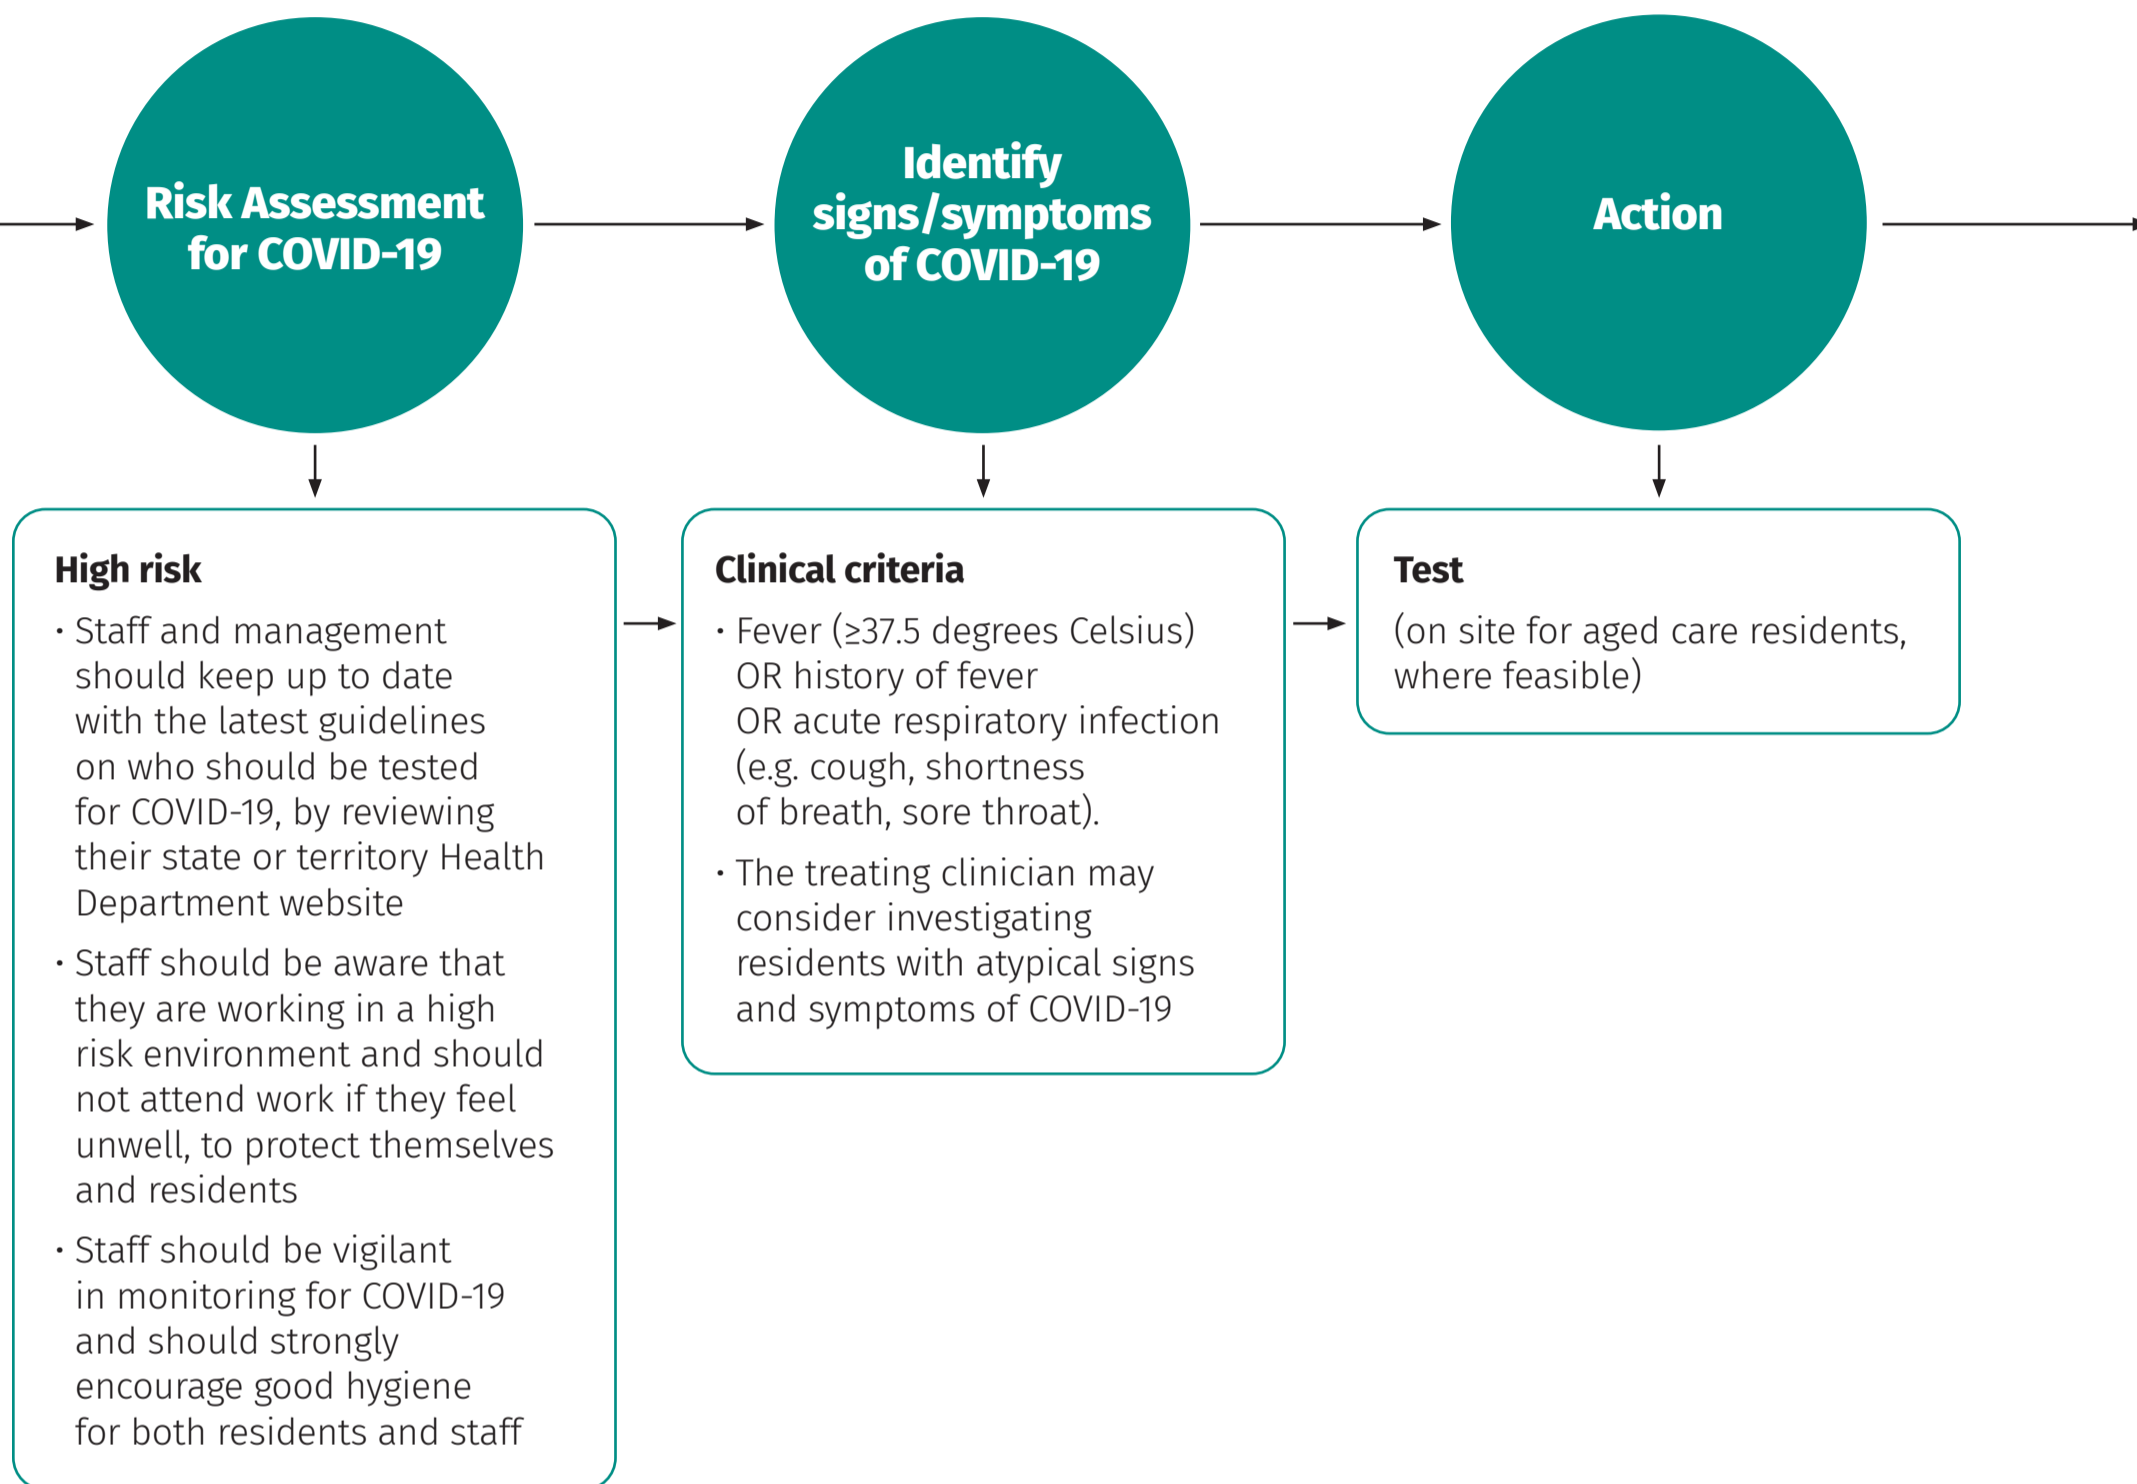 Risk Assessment
for COVID-19
Identify
signs/symptoms
of COVID-19
Action
High risk
· Staff and management
should keep up to date
with the latest guidelines
on who should be tested
for COVID-19, by reviewing
their state or territory Health
Department website
· Staff should be aware that
they are working in a high
risk environment and should
not attend work if they feel
unwell, to protect themselves
and residents
· Staff should be vigilant
in monitoring for COVID-19
and should strongly
encourage good hygiene
for both residents and staff
Clinical criteria
· Fever (≥37.5 degrees Celsius)
OR history of fever
OR acute respiratory infection
(e.g. cough, shortness
of breath, sore throat).
· The treating clinician may
consider investigating
residents with atypical signs
and symptoms of COVID-19
Test
(on site for aged care residents,
where feasible)